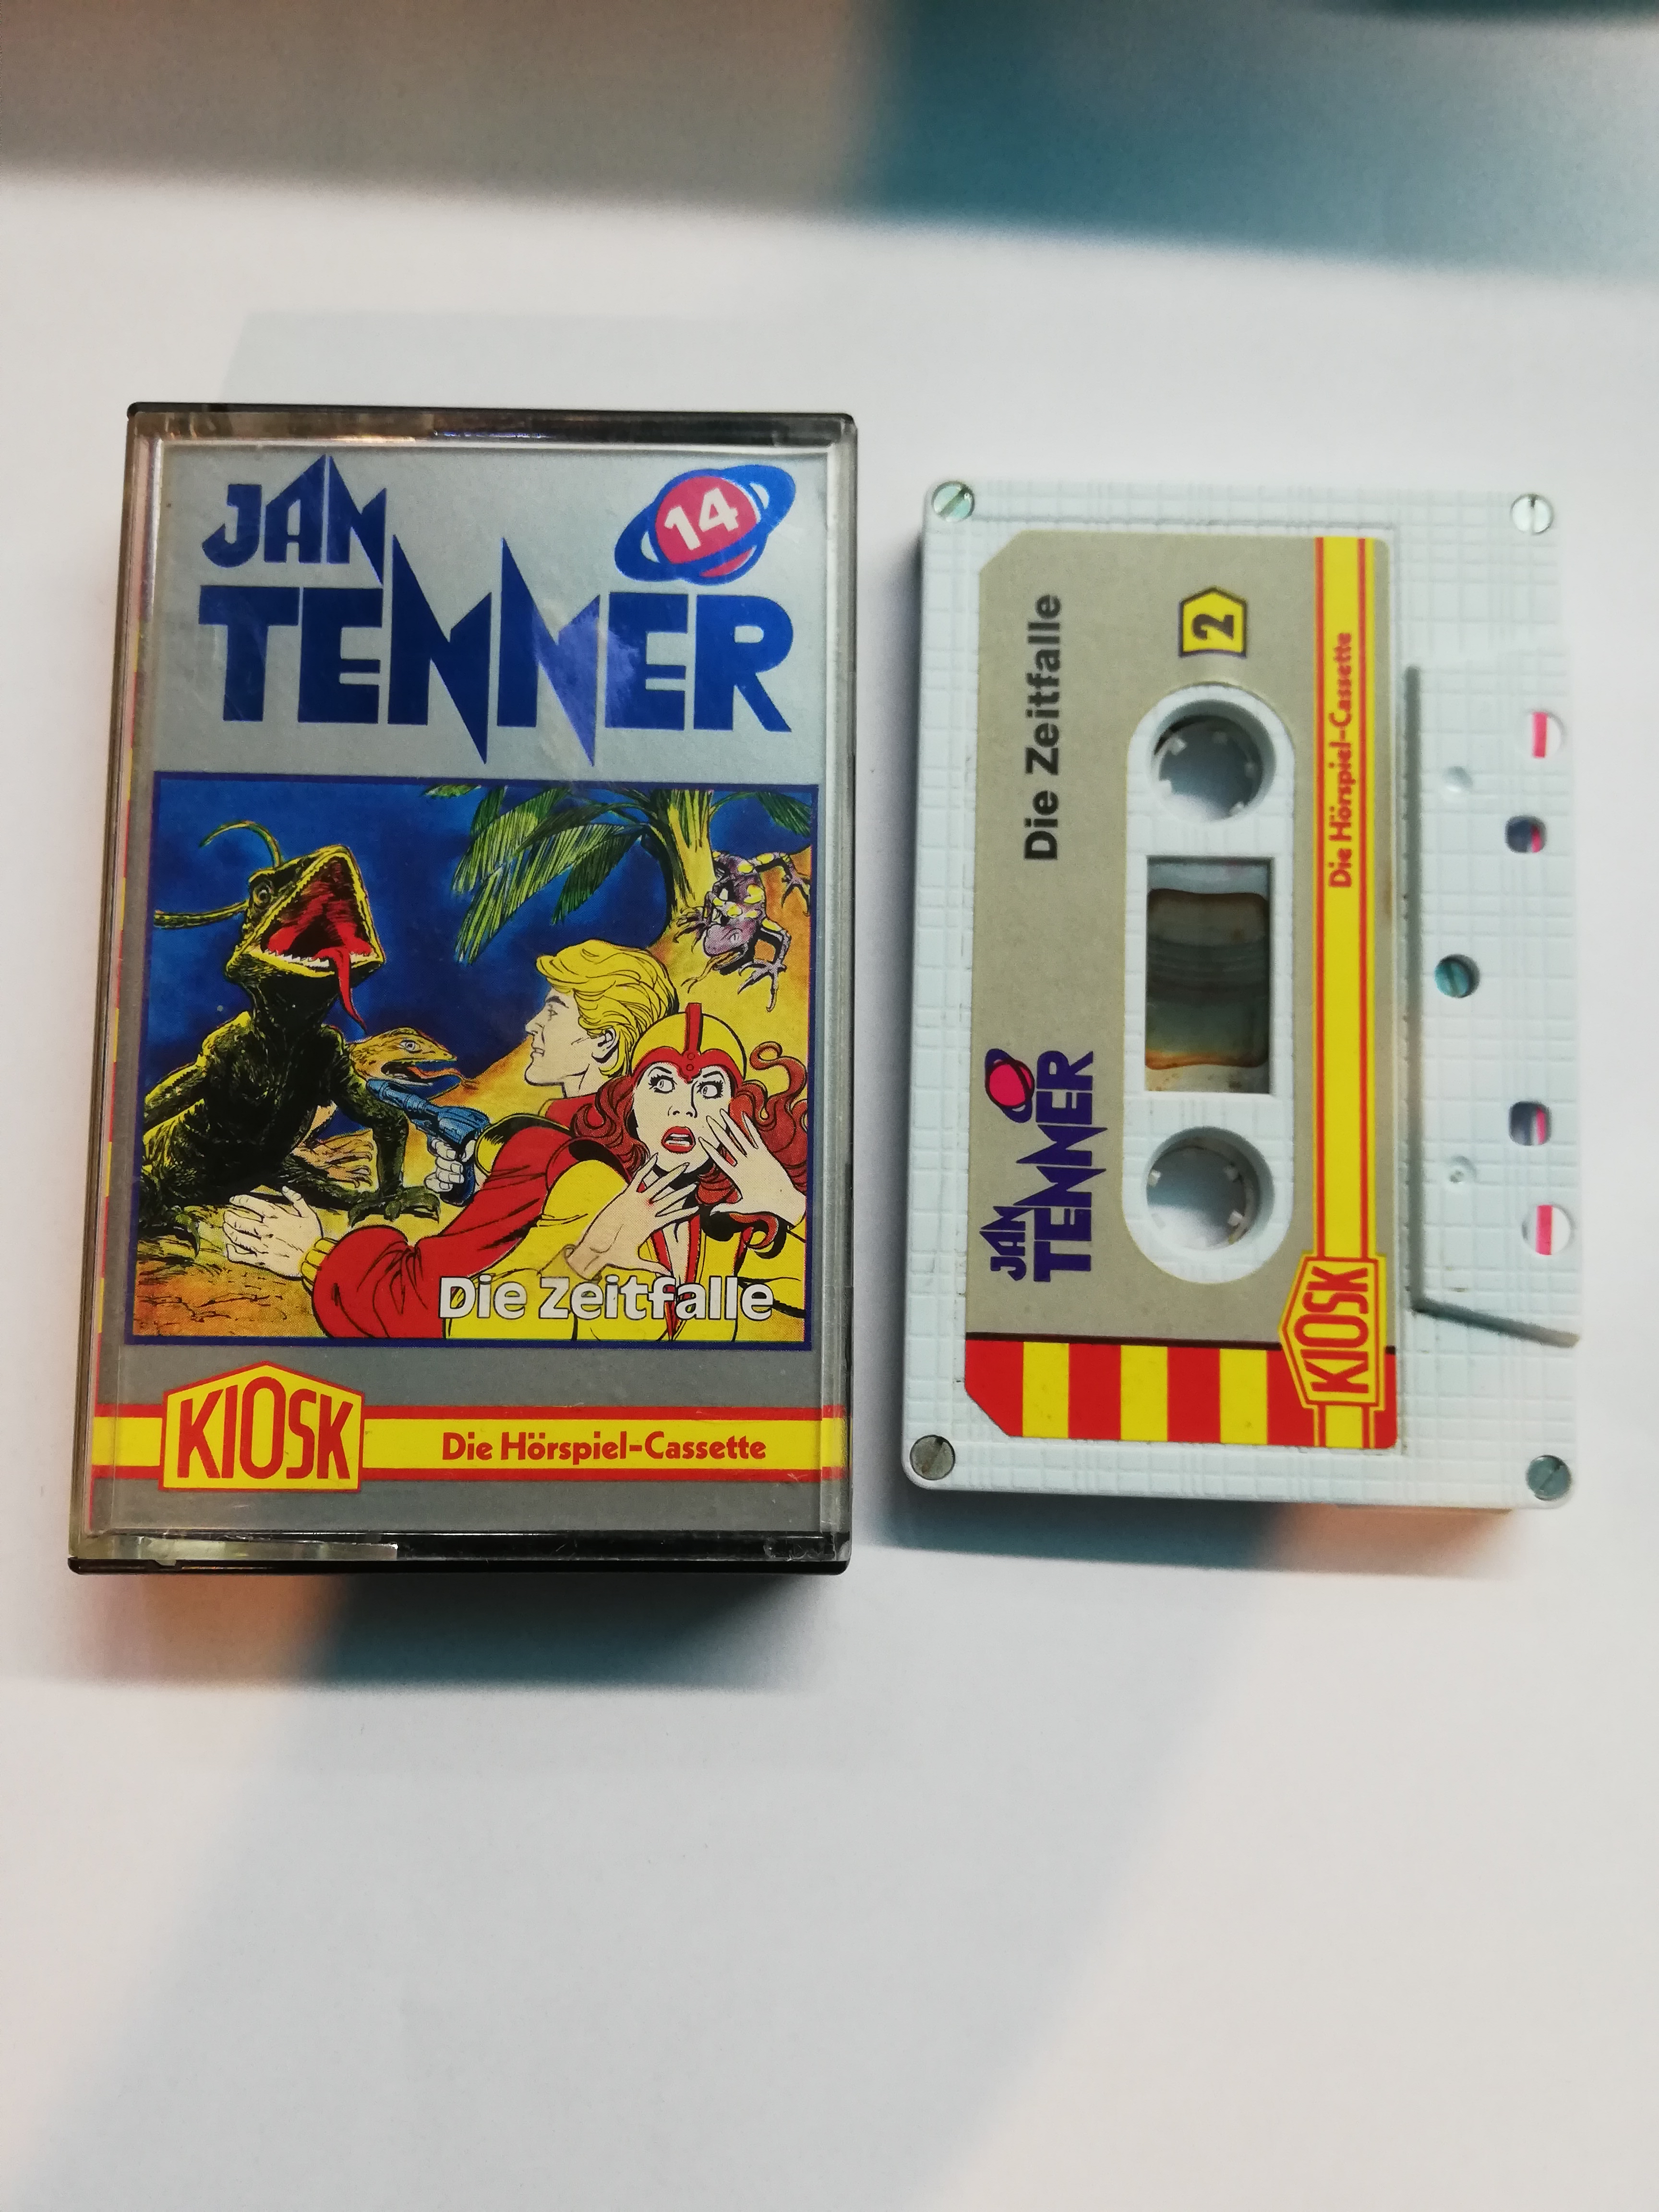 JAN
TENNER
14
Die Zeitfalle
KIOSK
Die Hörspiel-Cassette
JAN
TENNER
Die Zeitfalle
2
KIOSK
Die Hörspiel-Cassette